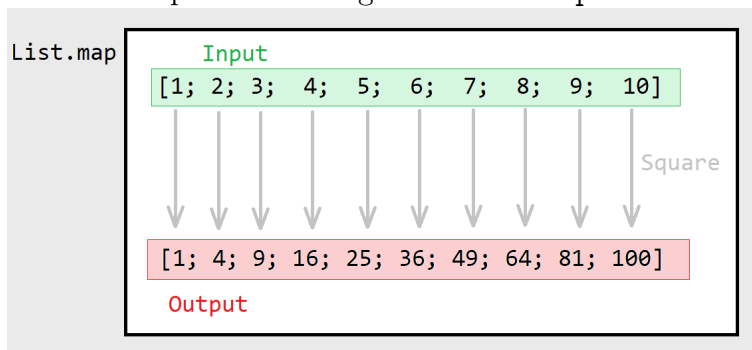 List.map
Input
[1; 2; 3; 4; 5; 6; 7; 8; 9; 10]
Square
[1; 4; 9; 16; 25; 36; 49; 64; 81; 100]
Output